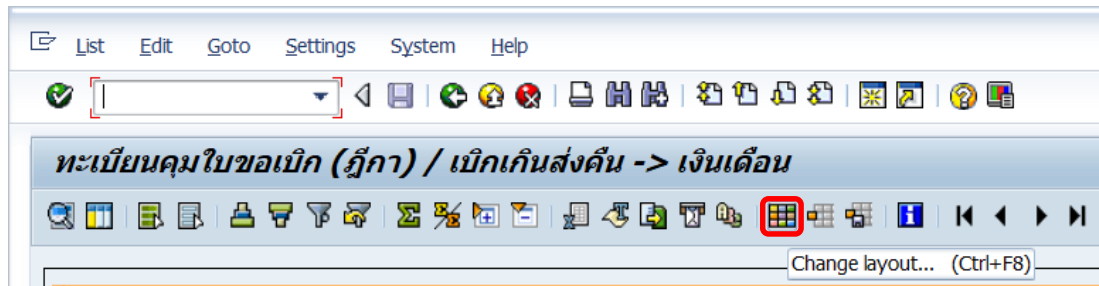 List Edit Goto Settings System Help
ทะเบียนคุมใบขอเบิก (ฎีกา) / เบิกเกินส่งคืน -> เงินเดือน
Change layout... (Ctrl+F8)